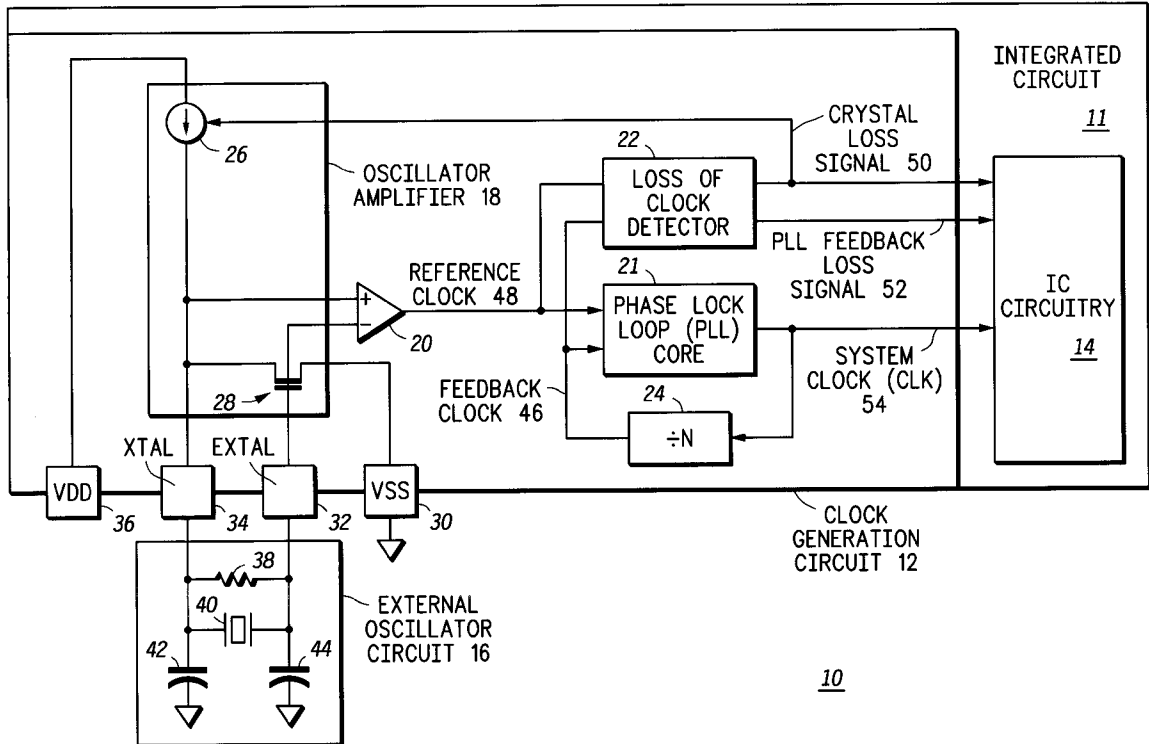 INTEGRATED
CIRCUIT
11
26
OSCILLATOR
AMPLIFIER 18
22
LOSS OF
CLOCK
DETECTOR
CRYSTAL
LOSS
SIGNAL 50
PLL FEEDBACK
LOSS
SIGNAL 52
REFERENCE
CLOCK 48
+
−
20
21
PHASE LOCK
LOOP (PLL)
CORE
IC
CIRCUITRY
14
SYSTEM
CLOCK (CLK)
54
28
FEEDBACK
CLOCK 46
24
÷N
XTAL
EXTAL
VDD
36
34
32
VSS
30
CLOCK
GENERATION
CIRCUIT 12
38
40
42
44
EXTERNAL
OSCILLATOR
CIRCUIT 16
10